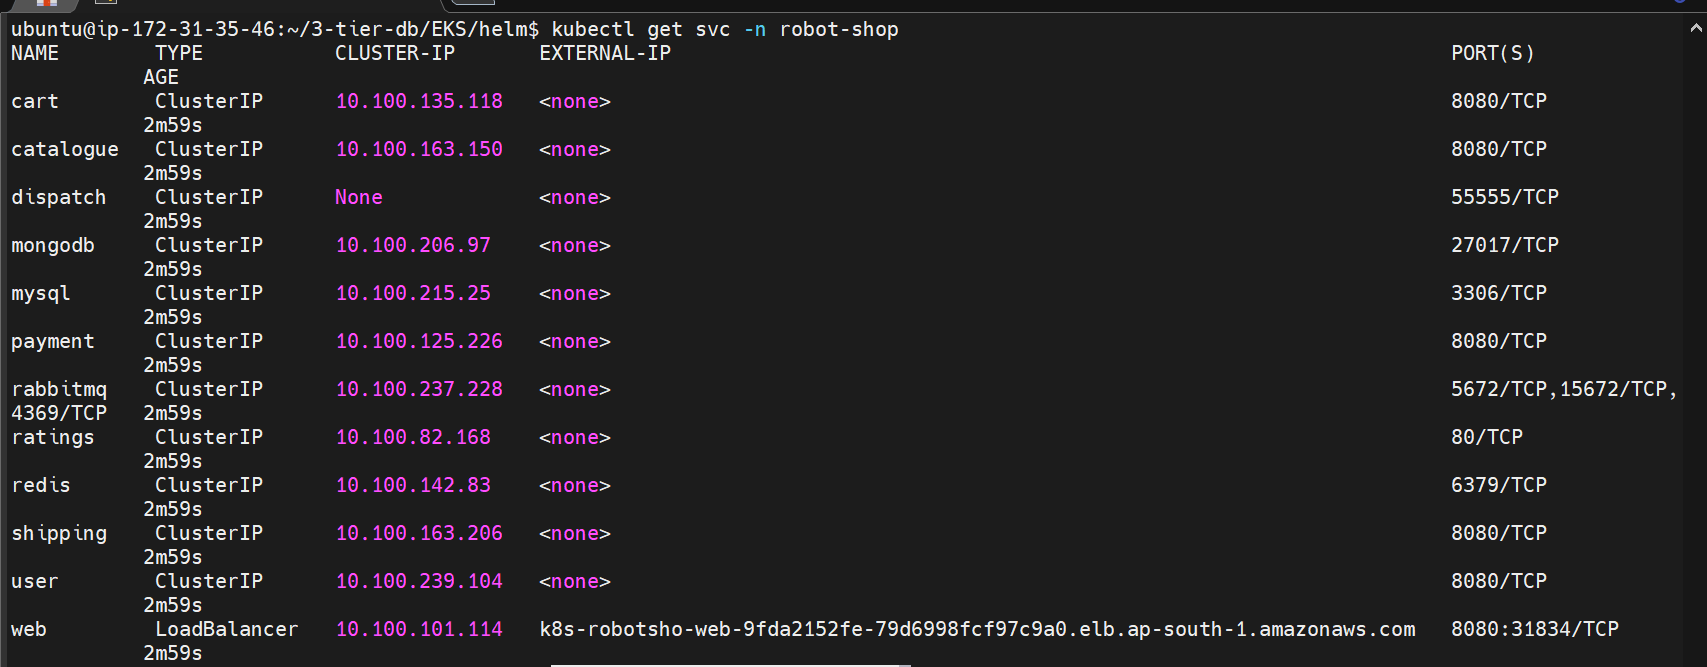 ubuntu@ip-172-31-35-46:~/3-tier-db/EKS/helm$ kubectl get svc -n robot-shop
NAME TYPE CLUSTER-IP EXTERNAL-IP PORT(S)
AGE
cart ClusterIP 10.100.135.118 <none> 8080/TCP
2m59s
catalogue ClusterIP 10.100.163.150 <none> 8080/TCP
2m59s
dispatch ClusterIP None <none> 55555/TCP
2m59s
mongodb ClusterIP 10.100.206.97 <none> 27017/TCP
2m59s
mysql ClusterIP 10.100.215.25 <none> 3306/TCP
2m59s
payment ClusterIP 10.100.125.226 <none> 8080/TCP
2m59s
rabbitmq ClusterIP 10.100.237.228 <none> 5672/TCP,15672/TCP,
4369/TCP 2m59s
ratings ClusterIP 10.100.82.168 <none> 80/TCP
2m59s
redis ClusterIP 10.100.142.83 <none> 6379/TCP
2m59s
shipping ClusterIP 10.100.163.206 <none> 8080/TCP
2m59s
user ClusterIP 10.100.239.104 <none> 8080/TCP
2m59s
web LoadBalancer 10.100.101.114 k8s-robotsho-web-9fda2152fe-79d6998fcf97c9a0.elb.ap-south-1.amazonaws.com 8080:31834/TCP
2m59s